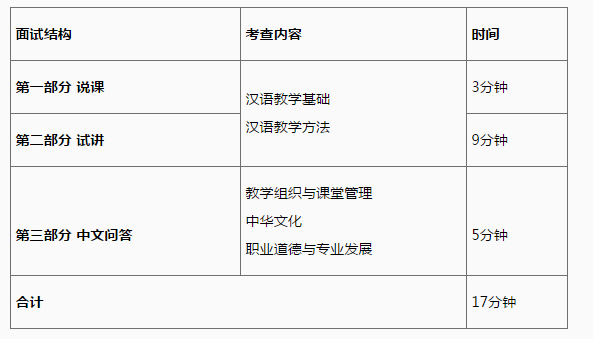 面试结构 考查内容 时间
第一部分 说课 3分钟
汉语教学基础
汉语教学方法
第二部分 试讲 9分钟
教学组织与课堂管理
中华文化
第三部分 中文问答 5分钟
职业道德与专业发展
合计 17分钟